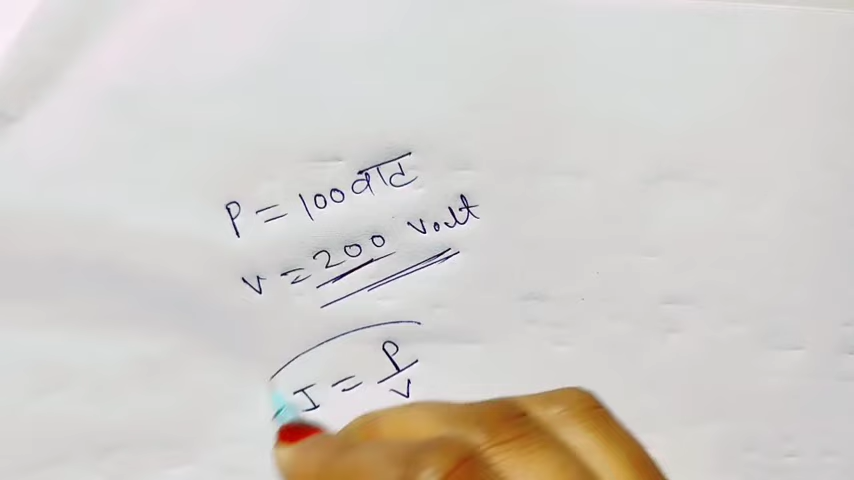 P = 100 वाट
V = 200 volt
I = P/V